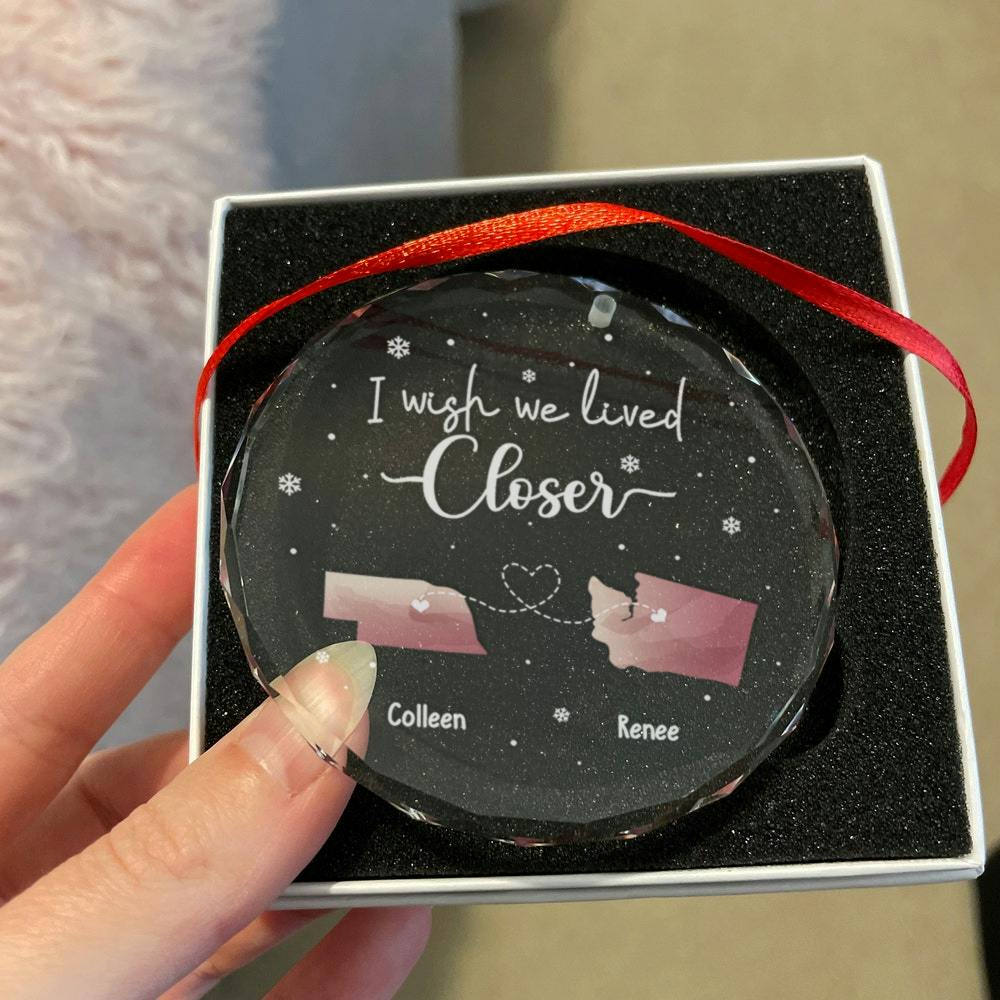 I wish we lived
Closer
Colleen
Renee